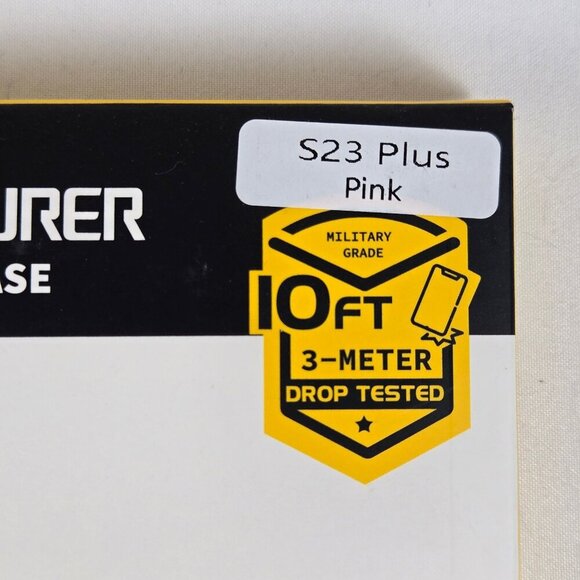 S23 Plus
Pink
URER
ASE
MILITARY
GRADE
10FT
3-METER
DROP TESTED